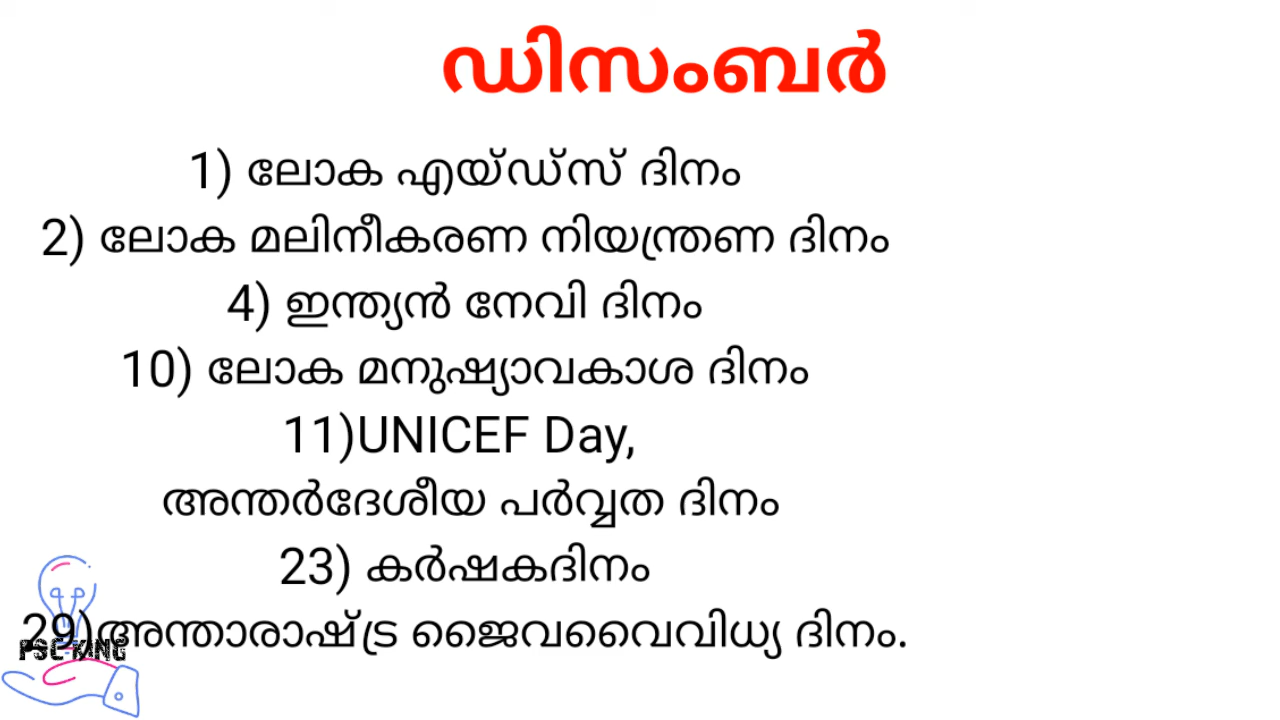 ഡിസംബർ
1) ലോക എയ്ഡ്സ് ദിനം
2) ലോക മലിനീകരണ നിയന്ത്രണ ദിനം
4) ഇന്ത്യൻ നേവി ദിനം
10) ലോക മനുഷ്യാവകാശ ദിനം
11)UNICEF Day,
അന്തർദേശീയ പർവ്വത ദിനം
23) കർഷകദിനം
29)അന്താരാഷ്ട്ര ജൈവവൈവിധ്യ ദിനം.
PSC KING